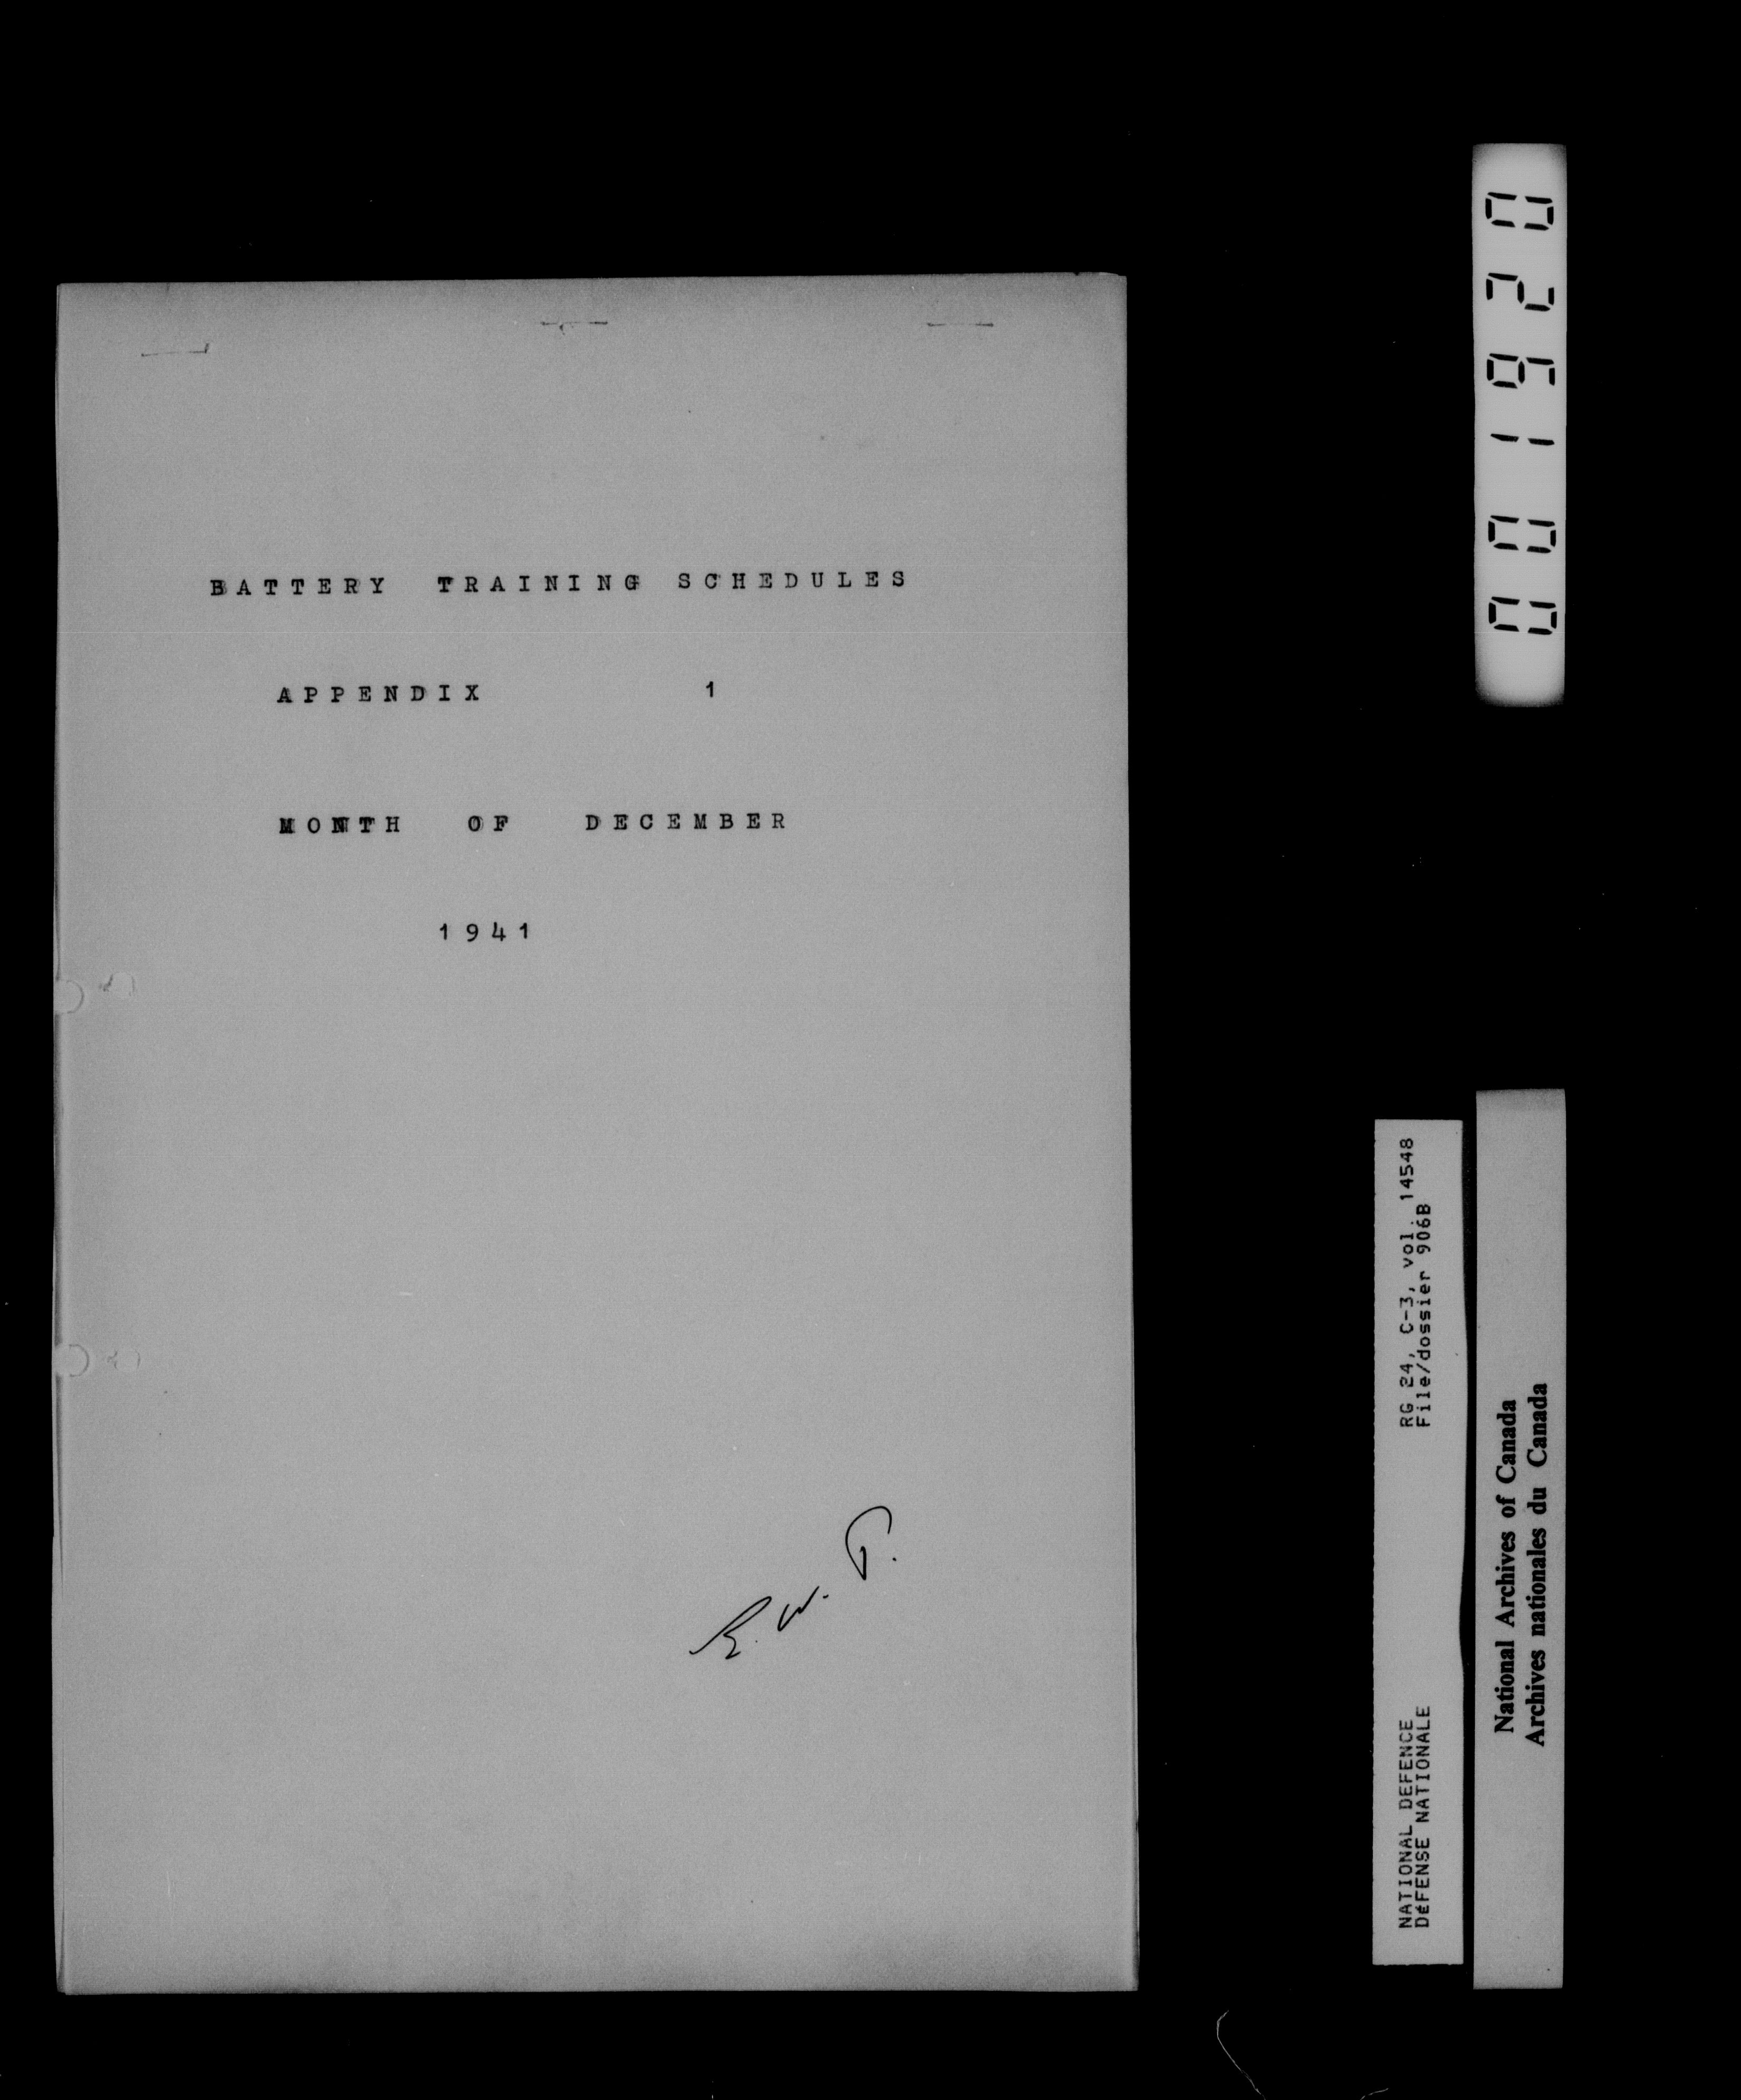 BATTERY TRAINING SCHEDULES
APPENDIX 1
MONTH OF DECEMBER
1941
001920
NATIONAL DEFENCE RG 24, C-3, vol. 14548
DéFENSE NATIONALE File/dossier 906B
National Archives of Canada
Archives nationales du Canada